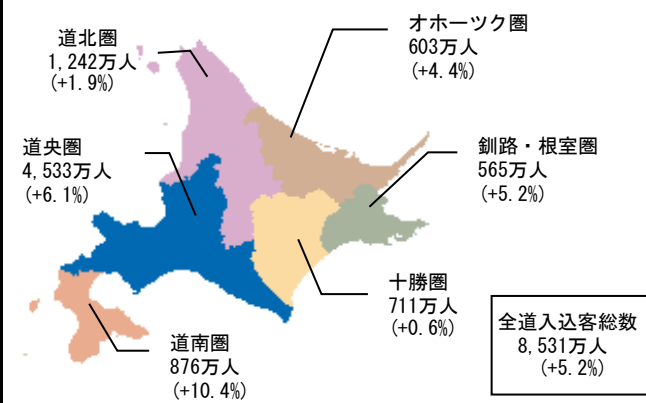 道北圏
1,242万人
(+1.9%)
オホーツク圏
603万人
(+4.4%)
道央圏
4,533万人
(+6.1%)
釧路・根室圏
565万人
(+5.2%)
十勝圏
711万人
(+0.6%)
道南圏
876万人
(+10.4%)
全道入込客総数
8,531万人
(+5.2%)